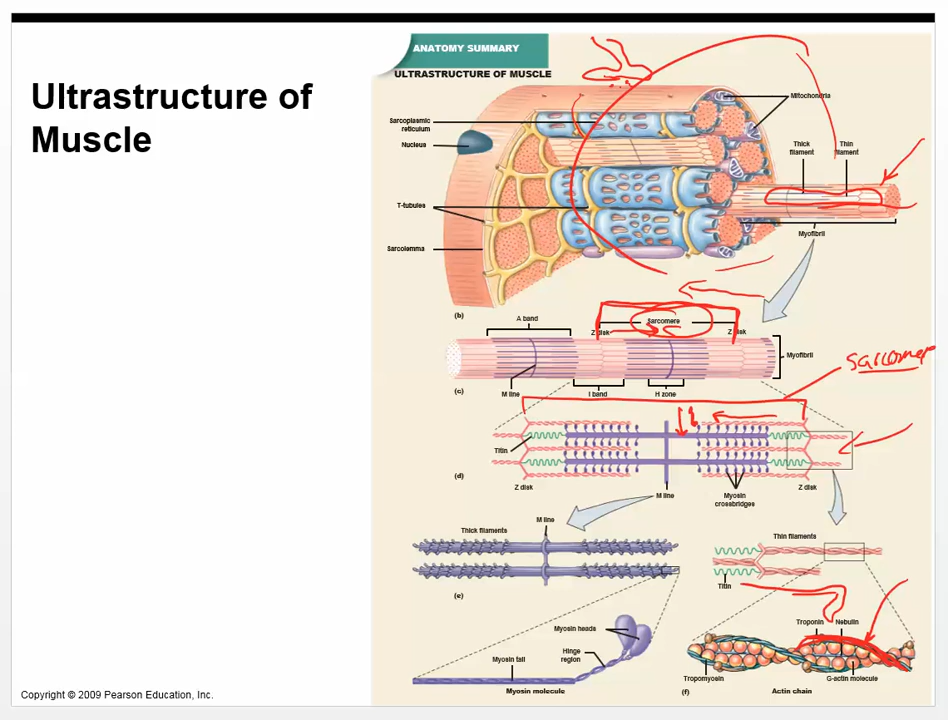 Ultrastructure of
Muscle
ANATOMY SUMMARY
ULTRASTRUCTURE OF MUSCLE
Mitochondria
Sarcoplasmic
reticulum
Nucleus
Thick
filament
Thin
filament
T-tubules
Myofibril
Sarcolemma
(b)
A band
Sarcomere
Z disk
Z disk
Myofibril
sarcomere
(c)
M line
I band
H zone
Titin
(d)
Z disk
Z disk
M line
Myosin
crossbridges
M line
Thick filaments
Thin filaments
(e)
Titin
Troponin
Nebulin
Myosin heads
Hinge
region
Myosin tail
Tropomyosin
G-actin molecule
Myosin molecule
(f)
Actin chain
Copyright © 2009 Pearson Education, Inc.